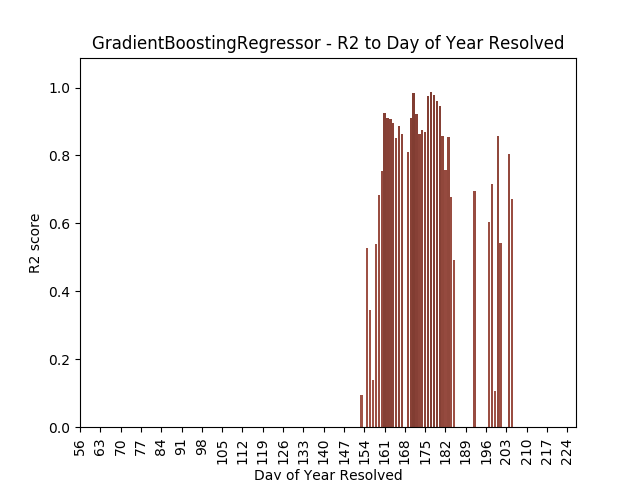 GradientBoostingRegressor - R2 to Day of Year Resolved
1.0
0.8
0.6
0.4
0.2
0.0
R2 score
56 63 70 77 84 91 98 105 112 119 126 133 140 147 154 161 168 175 182 189 196 203 210 217 224
Day of Year Resolved